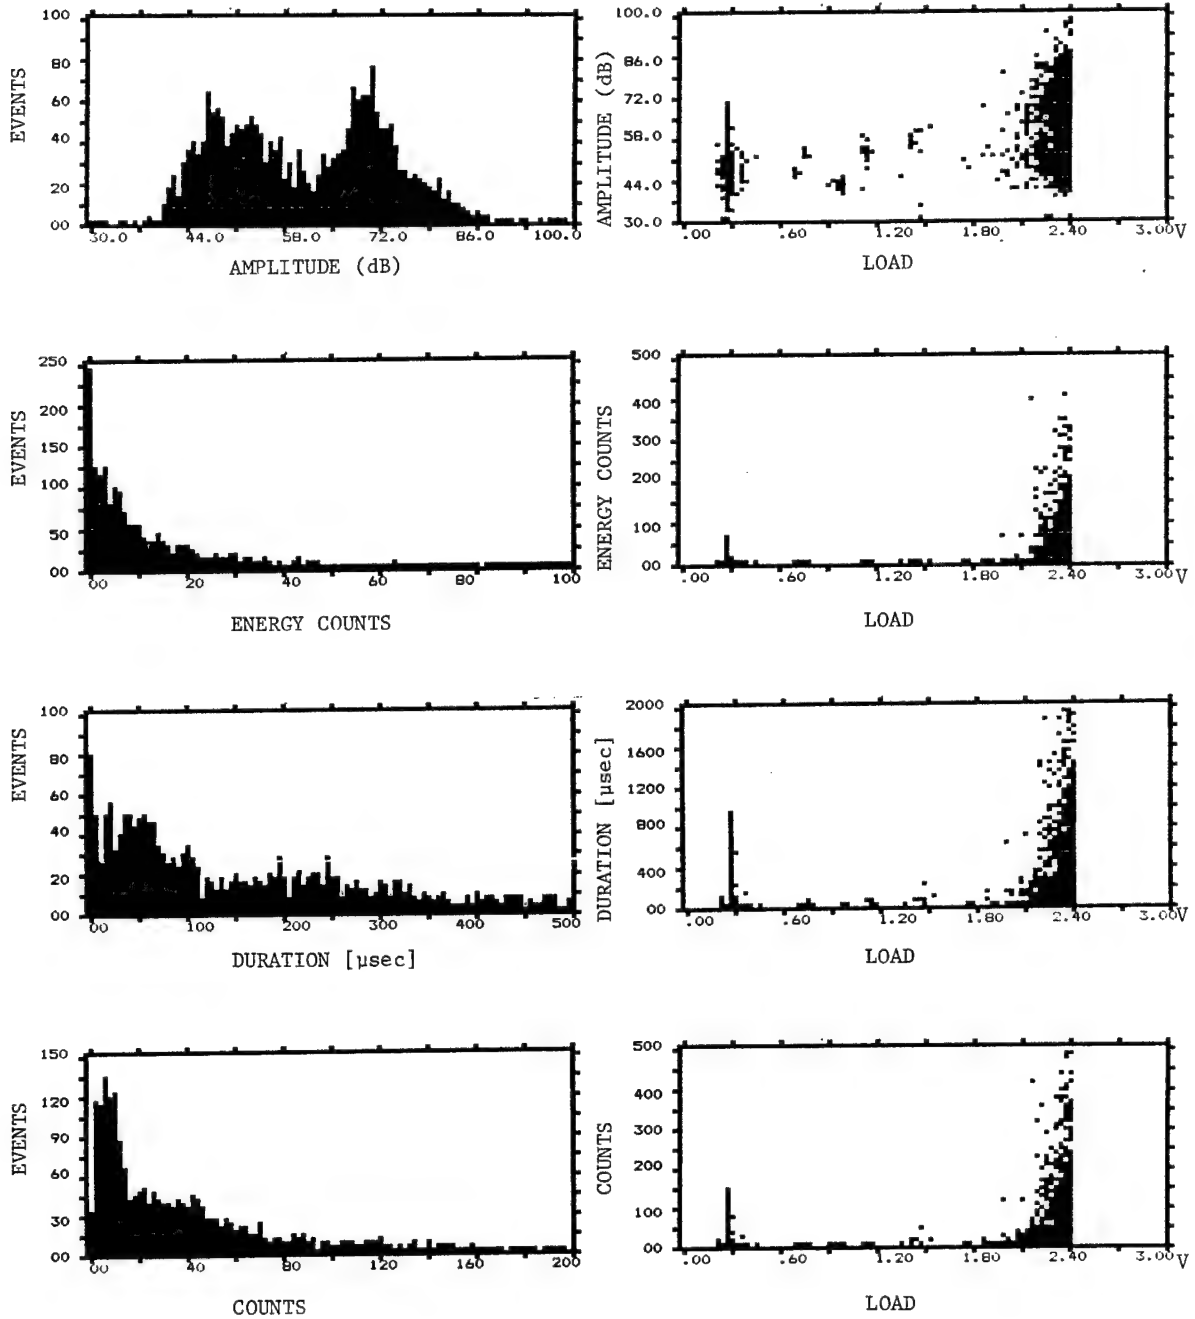 EVENTS
100
80
60
40
20
00
30.0 44.0 58.0 72.0 86.0 100.0
AMPLITUDE (dB)
AMPLITUDE (dB)
100.0
86.0
72.0
58.0
44.0
30.0
.00 .60 1.20 1.80 2.40 3.00V
LOAD
EVENTS
250
200
150
100
50
00
00 20 40 60 80 100
ENERGY COUNTS
ENERGY COUNTS
500
400
300
200
100
00
.00 .60 1.20 1.80 2.40 3.00V
LOAD
EVENTS
100
80
60
40
20
00
00 100 200 300 400 500
DURATION [µsec]
DURATION [µsec]
2000
1600
1200
800
400
00
.00 .60 1.20 1.80 2.40 3.00V
LOAD
EVENTS
150
120
90
60
30
00
00 40 80 120 160 200
COUNTS
COUNTS
500
400
300
200
100
00
.00 .60 1.20 1.80 2.40 3.00V
LOAD